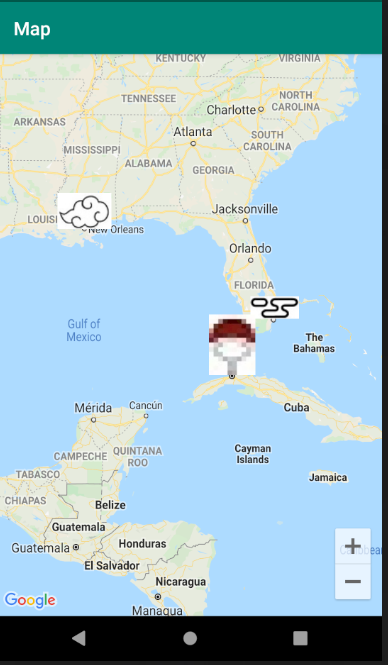 Map
KENTUCKY
VIRGINIA
TENNESSEE
NORTH
CAROLINA
Charlotte
ARKANSAS
Atlanta
SOUTH
CAROLINA
MISSISSIPPI
ALABAMA
GEORGIA
Jacksonville
LOUISI
New Orleans
Orlando
FLORIDA
Gulf of
Mexico
The
Bahamas
Mérida
Cancún
Cuba
CAMPECHE
QUINTANA
ROO
Cayman
Islands
TABASCO
Jamaica
CHIAPAS
Belize
Guatemala
Guatemala
Honduras
El Salvador
Nicaragua
Google
Managua